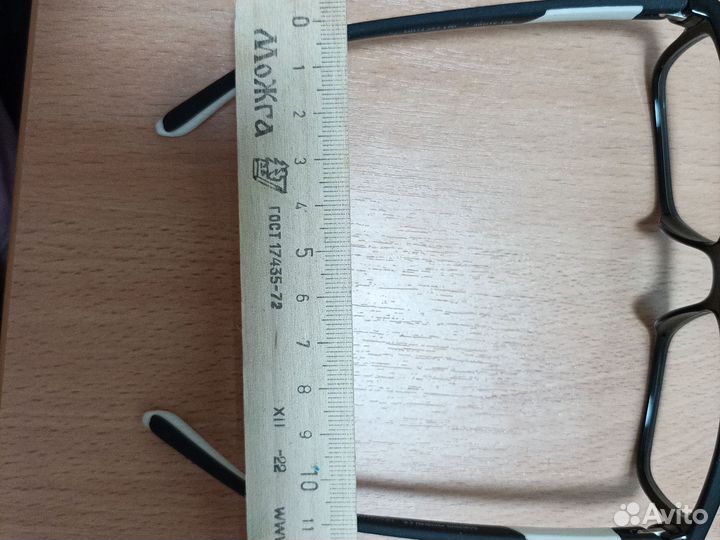 0 1 2 3 4 5 6 7 8 9 10 11
Можга
ГОСТ 17435-72
XII -22 www
Avito